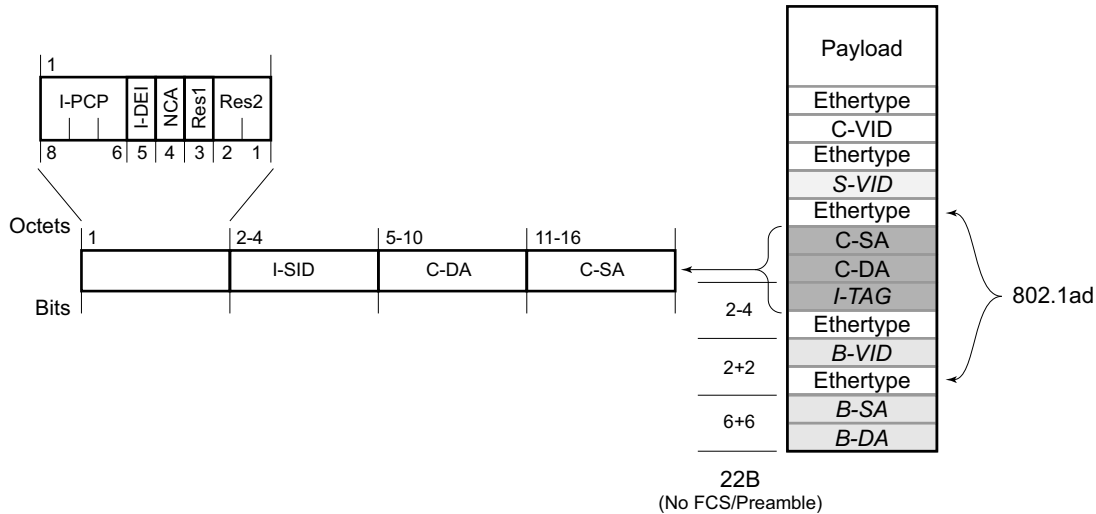 1
I-PCP
I-DEI
NCA
Res1
Res2
8
6
5
4
3
2
1
Octets
1
2-4
5-10
11-16
I-SID
C-DA
C-SA
Bits
Payload
Ethertype
C-VID
Ethertype
S-VID
Ethertype
C-SA
C-DA
I-TAG
Ethertype
B-VID
Ethertype
B-SA
B-DA
2-4
2+2
6+6
22B
(No FCS/Preamble)
802.1ad